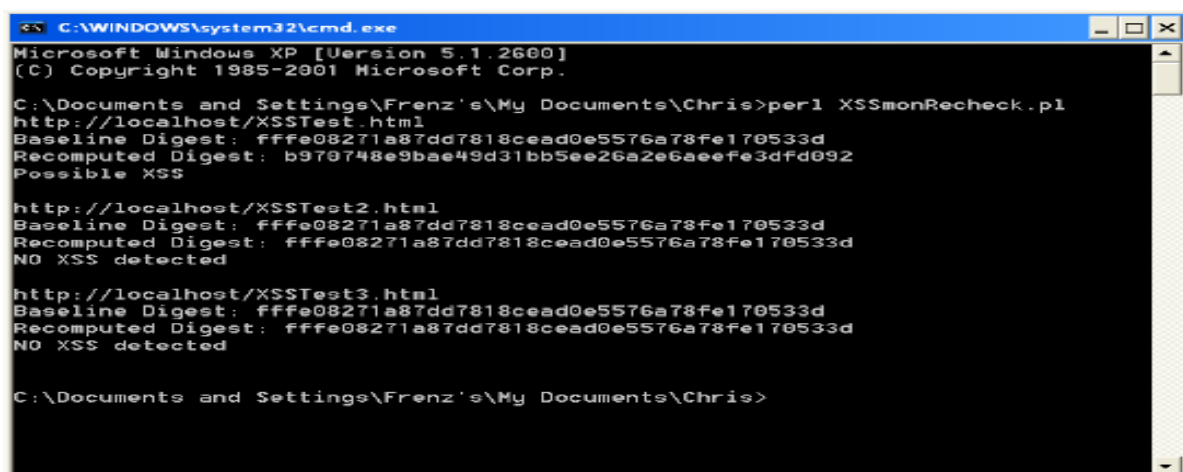 C:\WINDOWS\system32\cmd.exe
Microsoft Windows XP [Version 5.1.2600]
(C) Copyright 1985-2001 Microsoft Corp.
C:\Documents and Settings\Frenz's\My Documents\Chris>perl XSSmonRecheck.pl
http://localhost/XSSTest.html
Baseline Digest: fffe08271a87dd7818cead0e5576a78fe170533d
Recomputed Digest: b970748e9bae49d31bb5ee26a2e6aeefe3dfd092
Possible XSS
http://localhost/XSSTest2.html
Baseline Digest: fffe08271a87dd7818cead0e5576a78fe170533d
Recomputed Digest: fffe08271a87dd7818cead0e5576a78fe170533d
NO XSS detected
http://localhost/XSSTest3.html
Baseline Digest: fffe08271a87dd7818cead0e5576a78fe170533d
Recomputed Digest: fffe08271a87dd7818cead0e5576a78fe170533d
NO XSS detected
C:\Documents and Settings\Frenz's\My Documents\Chris>